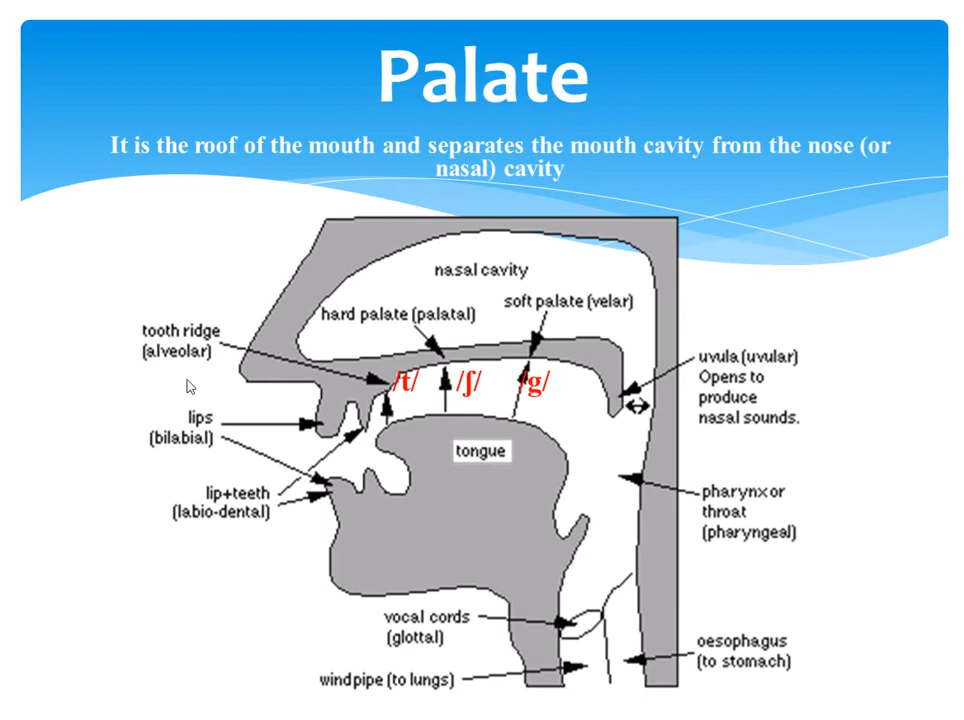 Palate
It is the roof of the mouth and separates the mouth cavity from the nose (or
nasal) cavity
nasal cavity
soft palate (velar)
hard palate (palatal)
tooth ridge
(alveolar)
/t/ /ʃ/ /g/
uvula (uvular)
Opens to
produce
nasal sounds.
lips
(bilabial)
tongue
lip+teeth
(labio-dental)
pharynx or
throat
(pharyngeal)
vocal cords
(glottal)
oesophagus
(to stomach)
windpipe (to lungs)